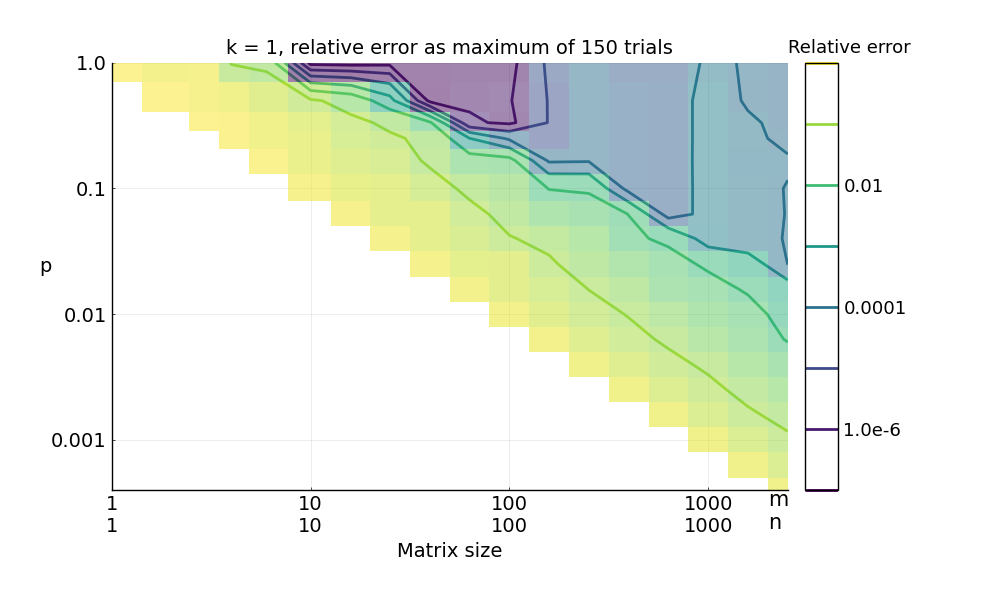 k = 1, relative error as maximum of 150 trials
Relative error
1.0
0.1
p
0.01
0.001
0.01
0.0001
1.0e-6
1 10 100 1000 m
1 10 100 1000 n
Matrix size